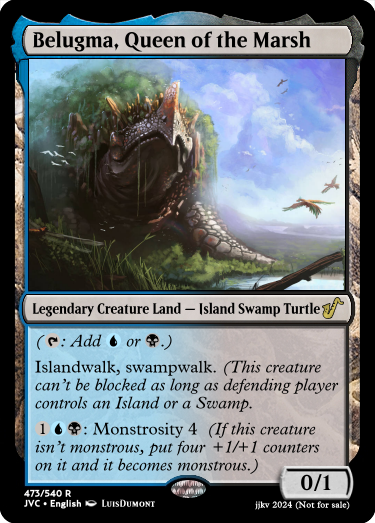 Belugma, Queen of the Marsh
Legendary Creature Land — Island Swamp Turtle
(: Add or .)
Islandwalk, swampwalk. (This creature
can't be blocked as long as defending player
controls an Island or a Swamp.
1 : Monstrosity 4 (If this creature
isn't monstrous, put four +1/+1 counters
on it and it becomes monstrous.)
0/1
473/540 R
JVC • English LuisDumont
jjkv 2024 (Not for sale)